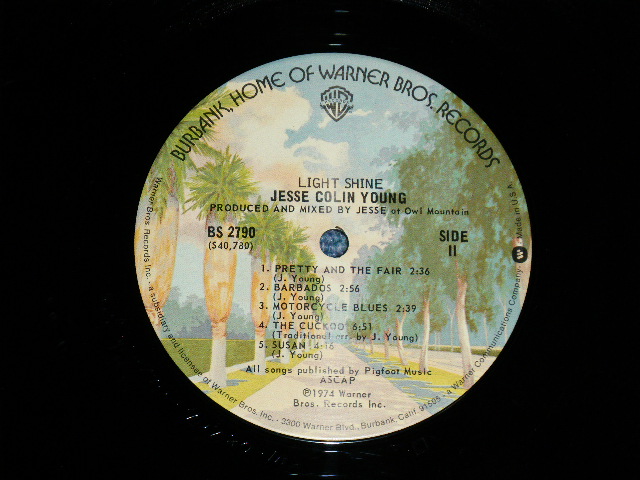 BURBANK, HOME OF WARNER BROS. RECORDS
LIGHT SHINE
JESSE COLIN YOUNG
PRODUCED AND MIXED BY JESSE at Owl Mountain
BS 2790
(S40,780)
SIDE
II
1. PRETTY AND THE FAIR 2:36
(J. Young)
2. BARBADOS 2:56
(J. Young)
3. MOTORCYCLE BLUES 2:39
(J. Young)
4. THE CUCKOO 6:51
(Traditional arr. by J. Young)
5. SUSAN 4:16
(J. Young)
All songs published by Pigfoot Music
ASCAP
©1974 Warner
Bros. Records Inc.
Warner Bros. Records Inc. - a subsidiary and licensee of Warner Bros. Inc. - 3300 Warner Blvd., Burbank, Calif. 91505 - a Warner Communications Company. Made in U.S.A.